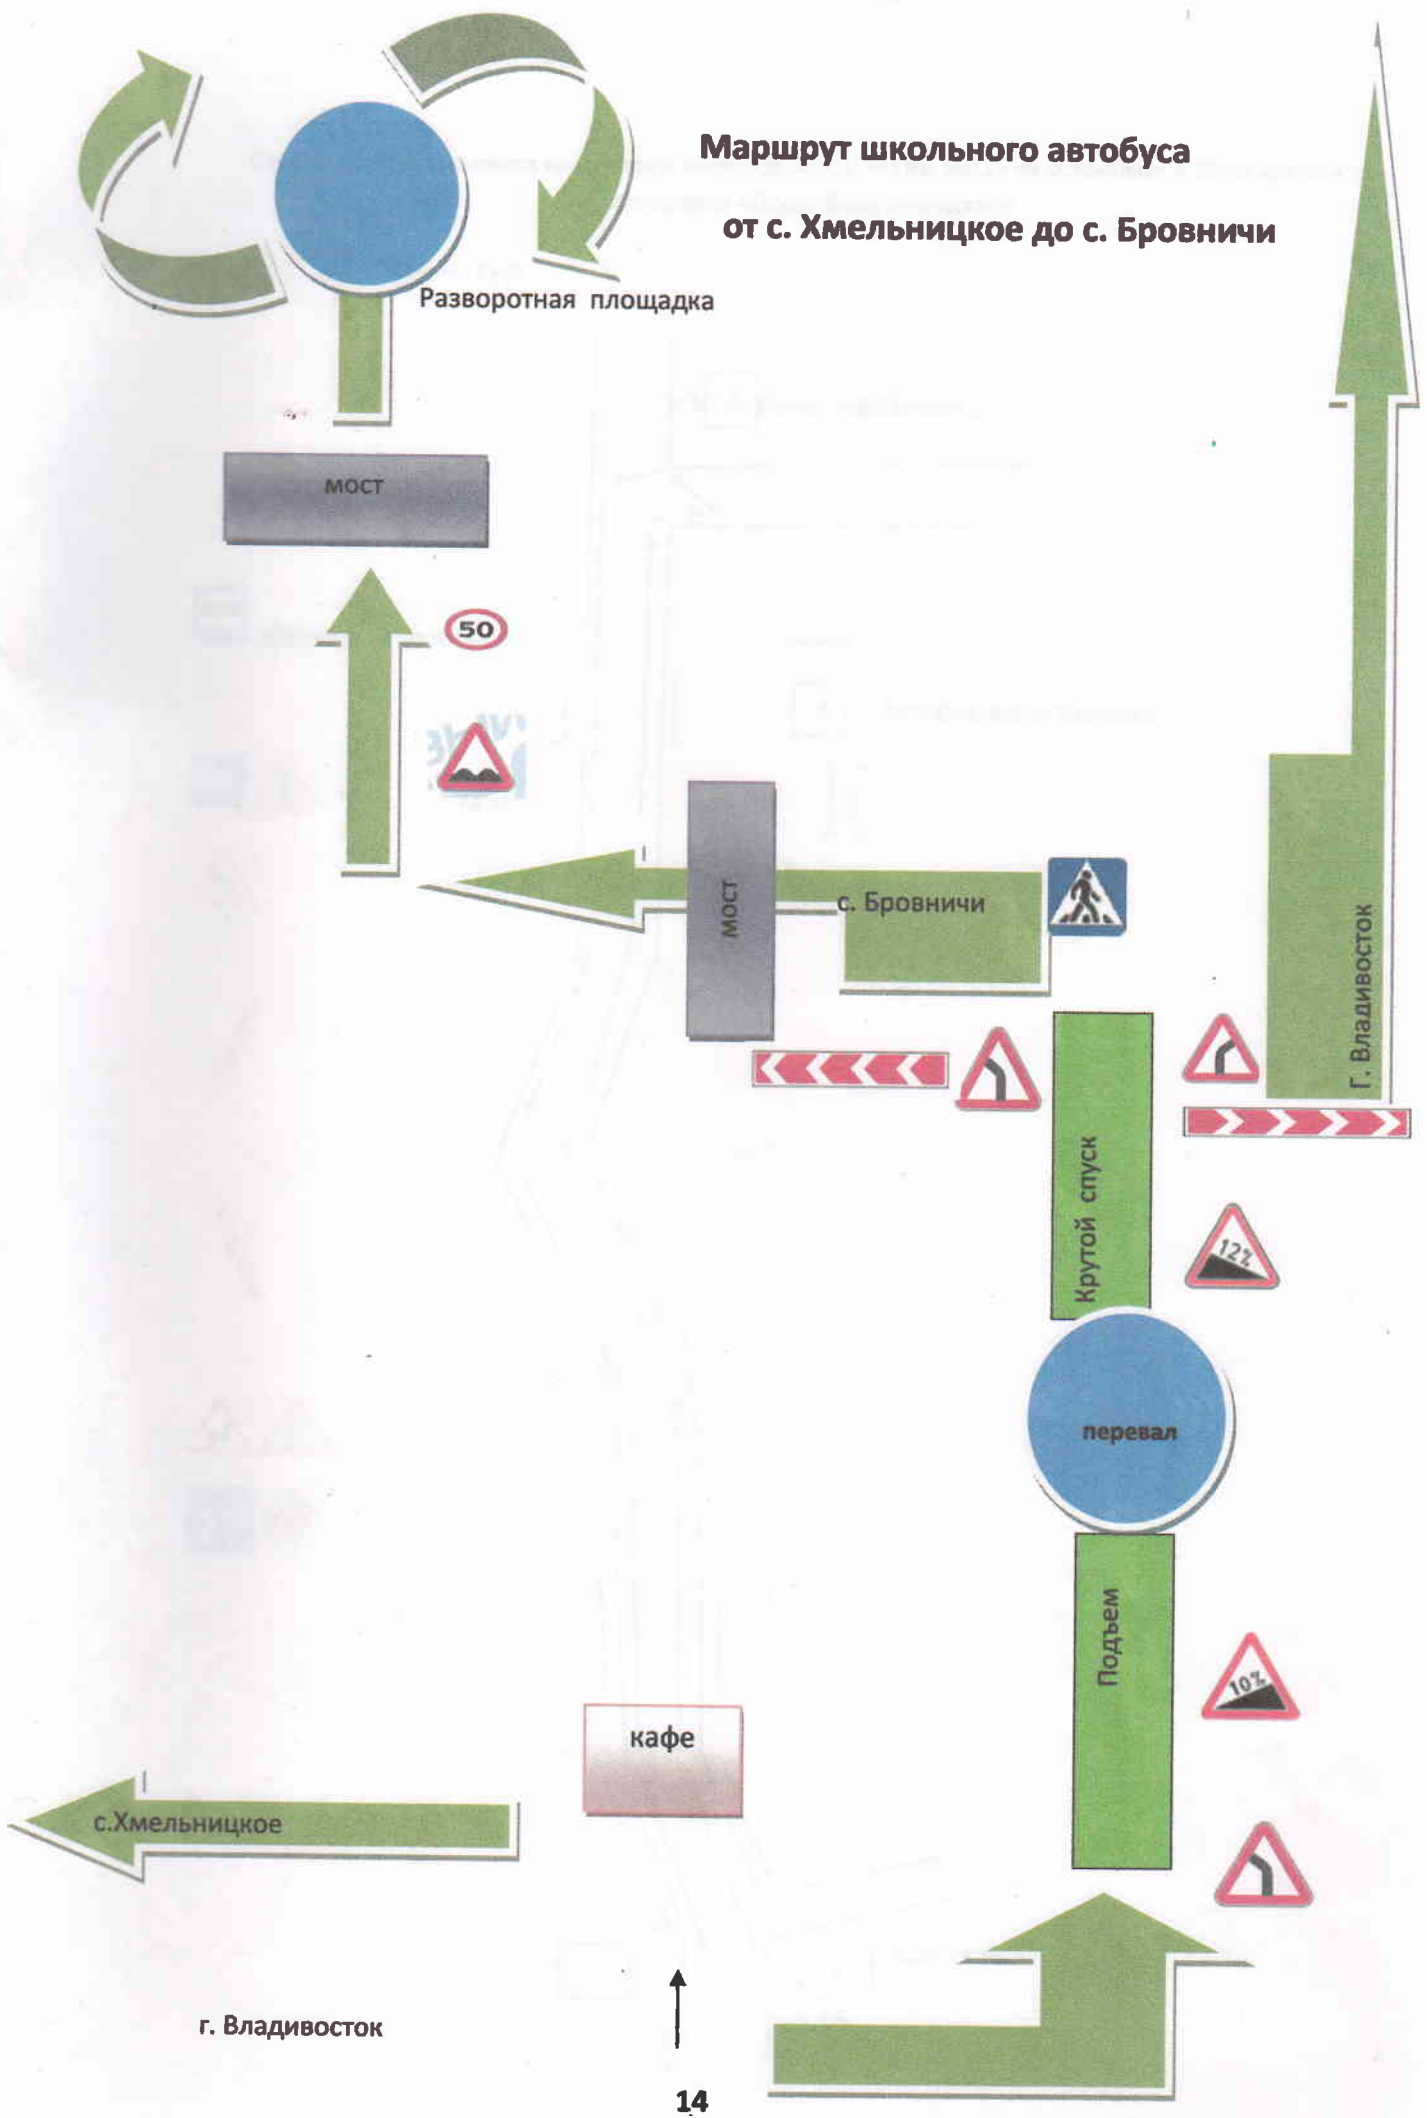 Маршрут школьного автобуса
от с. Хмельницкое до с. Бровничи
Разворотная площадка
мост
50
мост
с. Бровничи
Г. Владивосток
Крутой спуск
12%
перевал
Подъем
10%
кафе
с.Хмельницкое
г. Владивосток
14